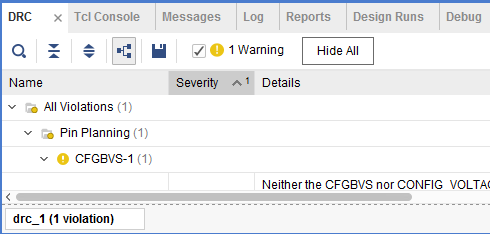 DRC Tcl Console Messages Log Reports Design Runs Debug
1 Warning Hide All
Name Severity 1 Details
All Violations (1)
Pin Planning (1)
CFGBVS-1 (1)
Neither the CFGBVS nor CONFIG_VOLTAG
drc_1 (1 violation)